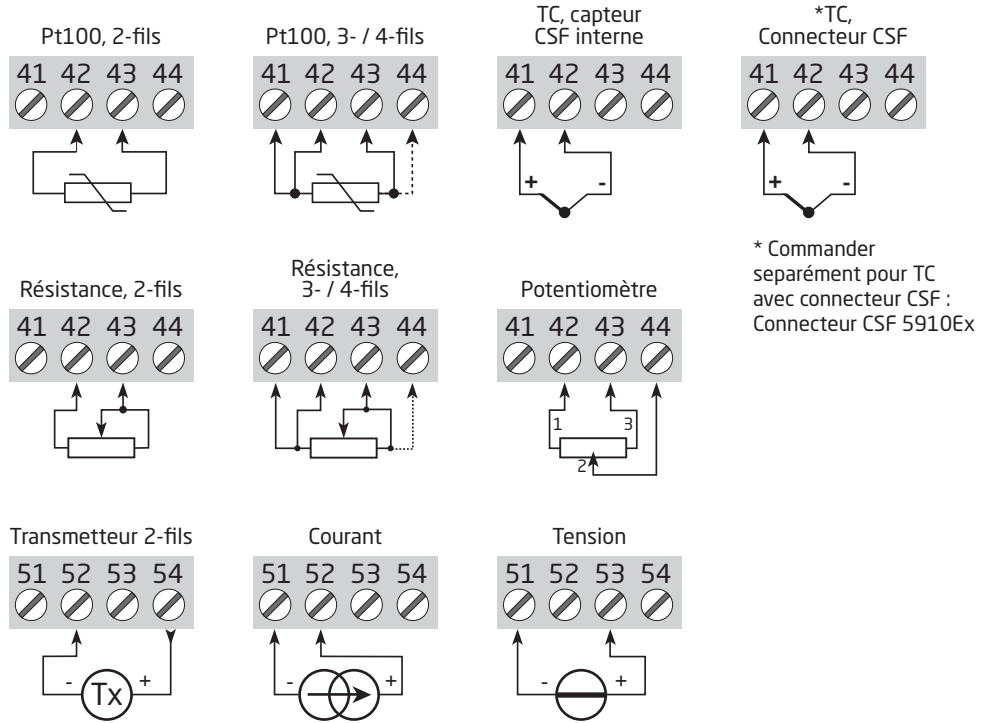 Pt100, 2-fils
41 42 43 44
Pt100, 3- / 4-fils
41 42 43 44
TC, capteur
CSF interne
41 42 43 44
+ -
*TC,
Connecteur CSF
41 42 43 44
+ -
* Commander
separément pour TC
avec connecteur CSF :
Connecteur CSF 5910Ex
Résistance, 2-fils
41 42 43 44
Résistance,
3- / 4-fils
41 42 43 44
Potentiomètre
41 42 43 44
1 3
2
Transmetteur 2-fils
51 52 53 54
- Tx +
Courant
51 52 53 54
- +
Tension
51 52 53 54
- +